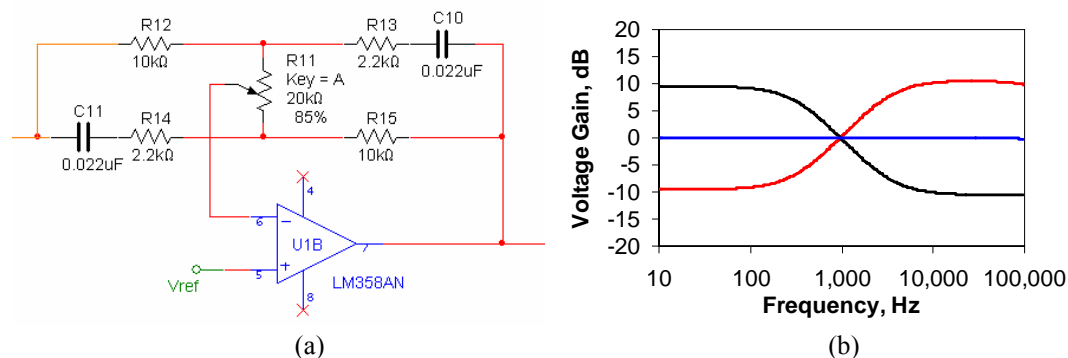 R12
10kΩ
R13
2.2kΩ
C10
0.022uF
R11
Key = A
20kΩ
85%
C11
0.022uF
R14
2.2kΩ
R15
10kΩ
4
6
−
U1B
7
5
+
Vref
8
LM358AN
(a)
Voltage Gain, dB
20
15
10
5
0
-5
-10
-15
-20
10
100
1,000
10,000
100,000
Frequency, Hz
(b)